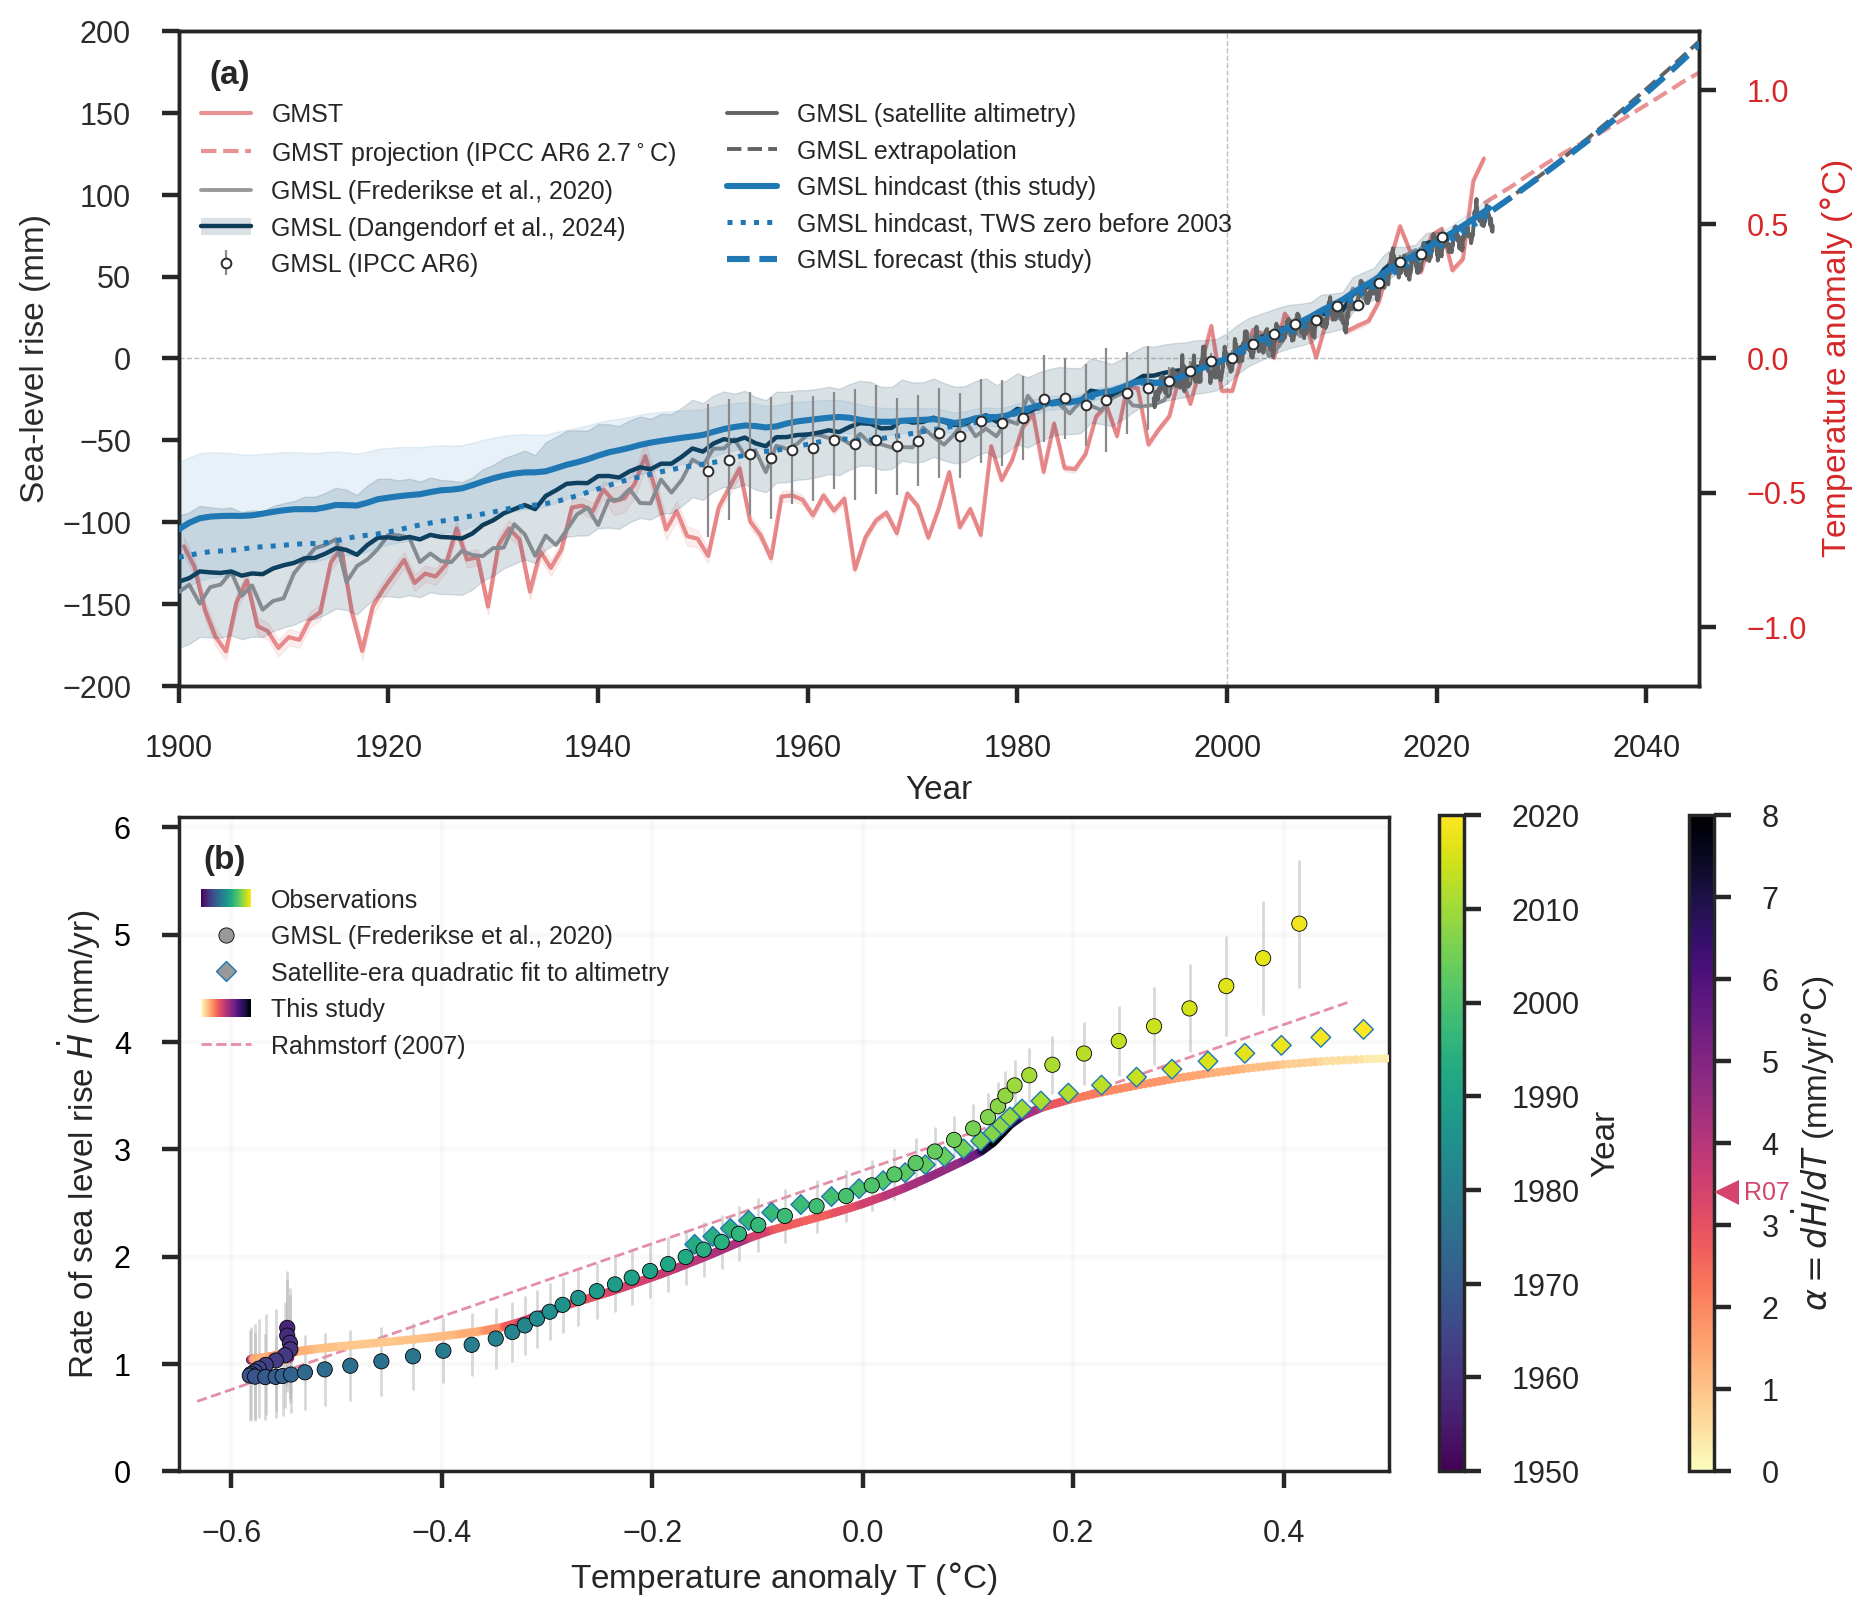 (a)
GMST
GMST projection (IPCC AR6 2.7°C)
GMSL (Frederikse et al., 2020)
GMSL (Dangendorf et al., 2024)
GMSL (IPCC AR6)
GMSL (satellite altimetry)
GMSL extrapolation
GMSL hindcast (this study)
GMSL hindcast, TWS zero before 2003
GMSL forecast (this study)
Sea-level rise (mm)
200
150
100
50
0
−50
−100
−150
−200
1.0
0.5
0.0
−0.5
−1.0
Temperature anomaly (°C)
1900
1920
1940
1960
1980
2000
2020
2040
Year
(b)
Observations
GMSL (Frederikse et al., 2020)
Satellite-era quadratic fit to altimetry
This study
Rahmstorf (2007)
Rate of sea level rise Ḣ (mm/yr)
6
5
4
3
2
1
0
−0.6
−0.4
−0.2
0.0
0.2
0.4
Temperature anomaly T (°C)
2020
2010
2000
1990
1980
1970
1960
1950
Year
8
7
6
5
4
R07
3
2
1
0
α = dḢ/dT (mm/yr/°C)